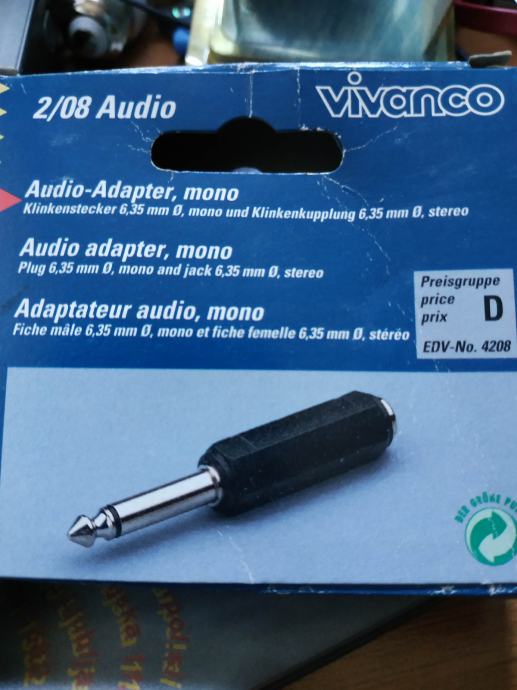 2/08 Audio
vivanco
Audio-Adapter, mono
Klinkenstecker 6,35 mm Ø, mono und Klinkenkupplung 6,35 mm Ø, stereo
Audio adapter, mono
Plug 6,35 mm Ø, mono and jack 6,35 mm Ø, stereo
Adaptateur audio, mono
Fiche mâle 6,35 mm Ø, mono et fiche femelle 6,35 mm Ø, stéréo
Preisgruppe
price
prix
D
EDV-No. 4208
DER GRÜNE